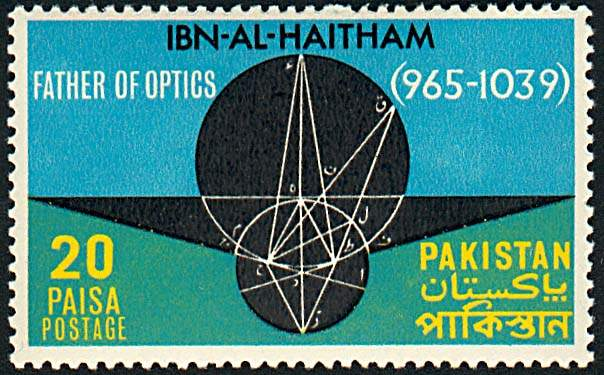 IBN-AL-HAITHAM
FATHER OF OPTICS
(965-1039)
20
PAISA
POSTAGE
PAKISTAN
پاکستان
পাকিস্তান